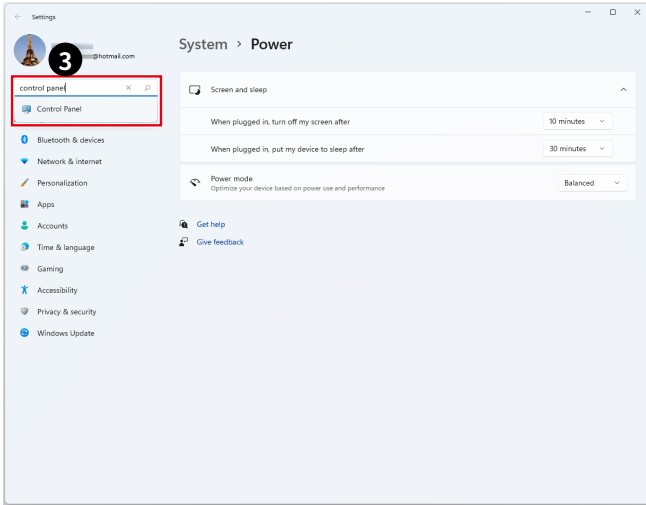 Settings
3
@hotmail.com
control panel
Control Panel
Bluetooth & devices
Network & internet
Personalization
Apps
Accounts
Time & language
Gaming
Accessibility
Privacy & security
Windows Update
System > Power
Screen and sleep
When plugged in, turn off my screen after 10 minutes
When plugged in, put my device to sleep after 30 minutes
Power mode
Optimize your device based on power use and performance
Balanced
Get help
Give feedback